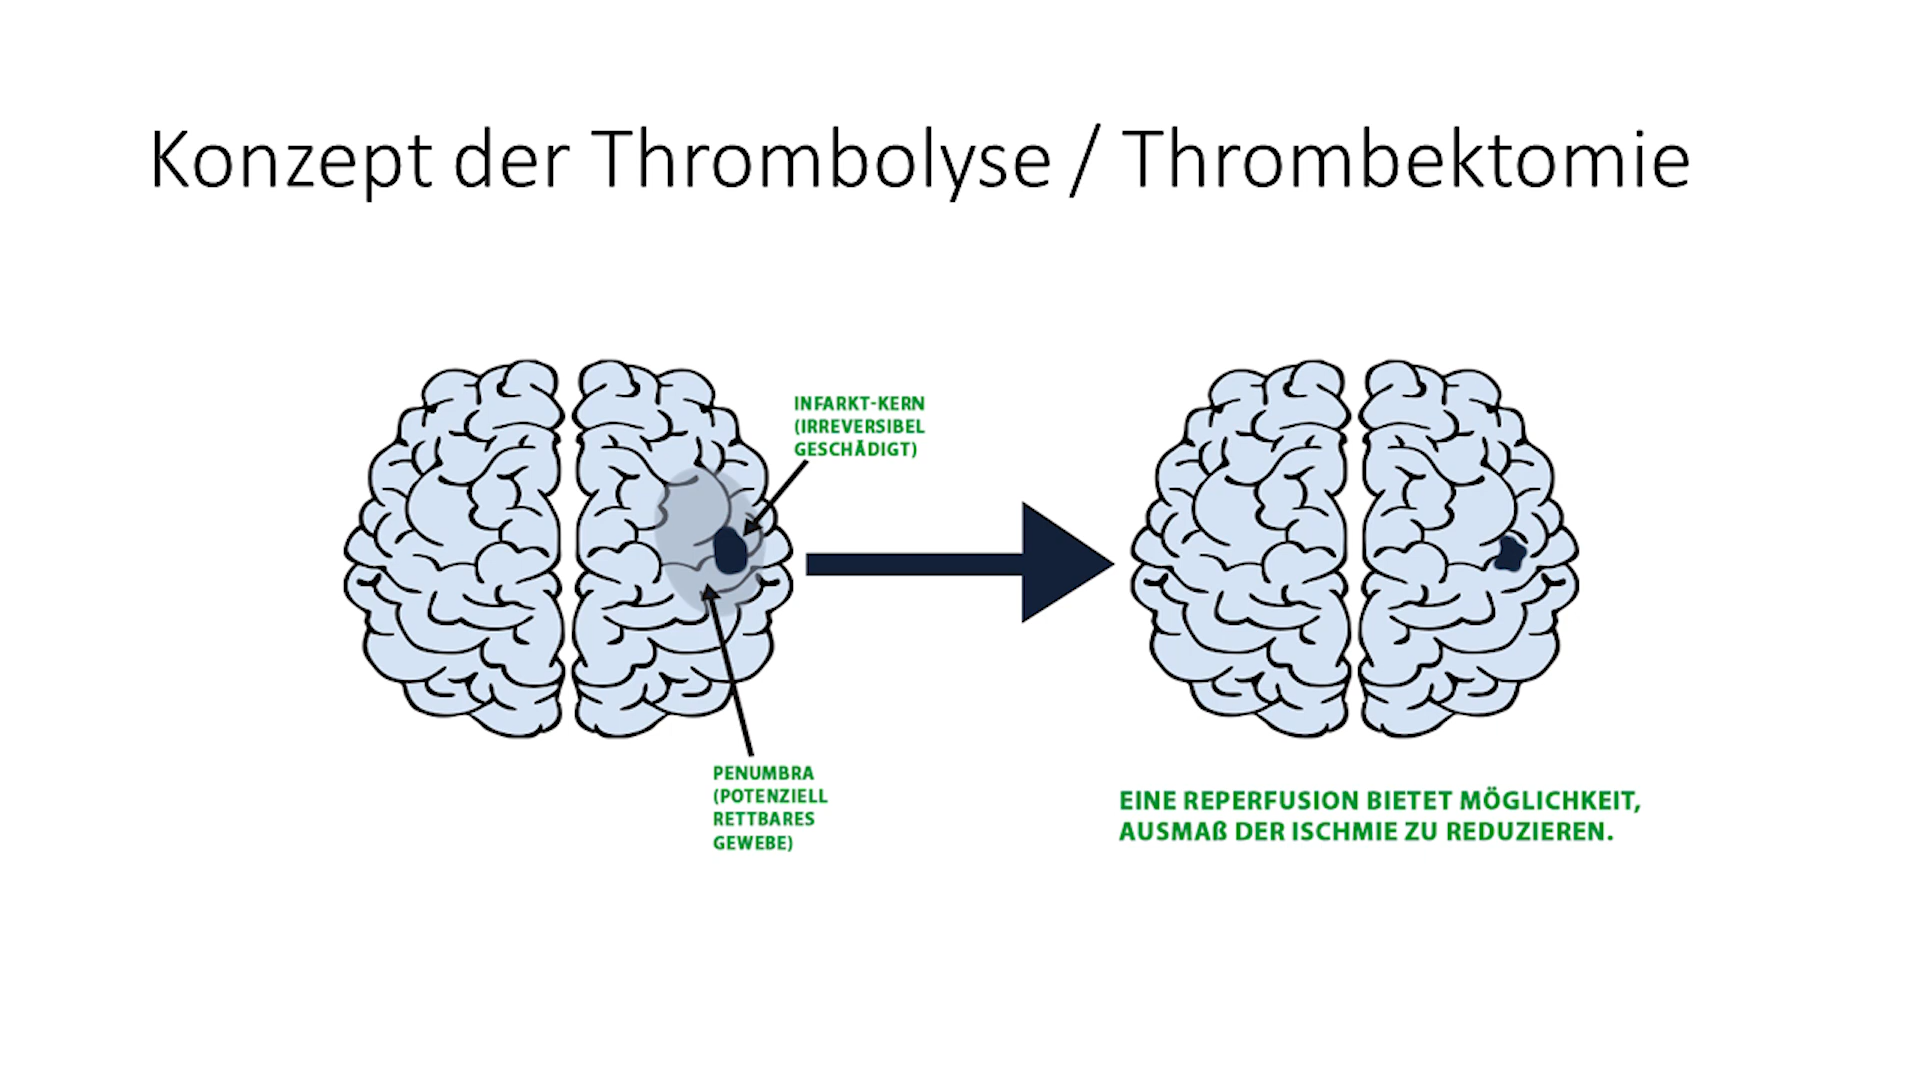 Konzept der Thrombolyse / Thrombektomie
INFARKT-KERN
(IRREVERSIBEL
GESCHÄDIGT)
PENUMBRA
(POTENZIELL
RETTBARES
GEWEBE)
EINE REPERFUSION BIETET MÖGLICHKEIT,
AUSMAß DER ISCHMIE ZU REDUZIEREN.